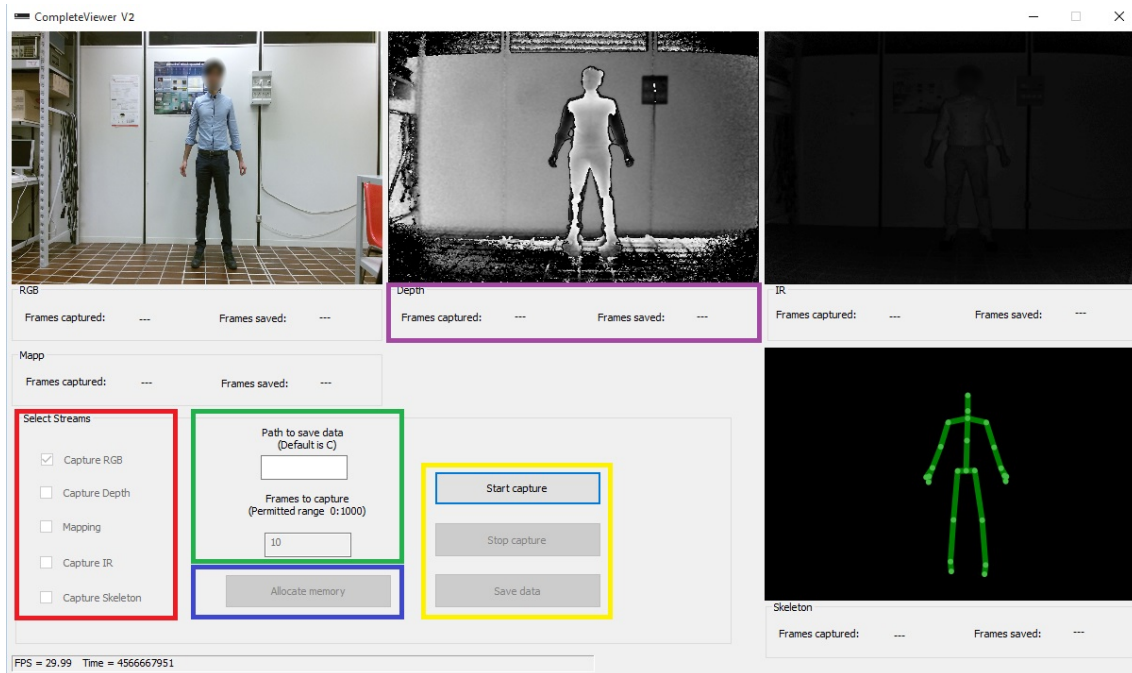 CompleteViewer V2
RGB
Frames captured: --- Frames saved: ---
Depth
Frames captured: --- Frames saved: ---
IR
Frames captured: --- Frames saved: ---
Mapp
Frames captured: --- Frames saved: ---
Select Streams
Capture RGB
Capture Depth
Mapping
Capture IR
Capture Skeleton
Path to save data
(Default is C)
Frames to capture
(Permitted range 0:1000)
10
Allocate memory
Start capture
Stop capture
Save data
Skeleton
Frames captured: --- Frames saved: ---
FPS = 29.99 Time = 4566667951